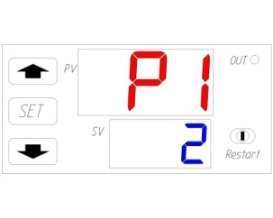 PV P1 OUT
SET
SV 2
Restart